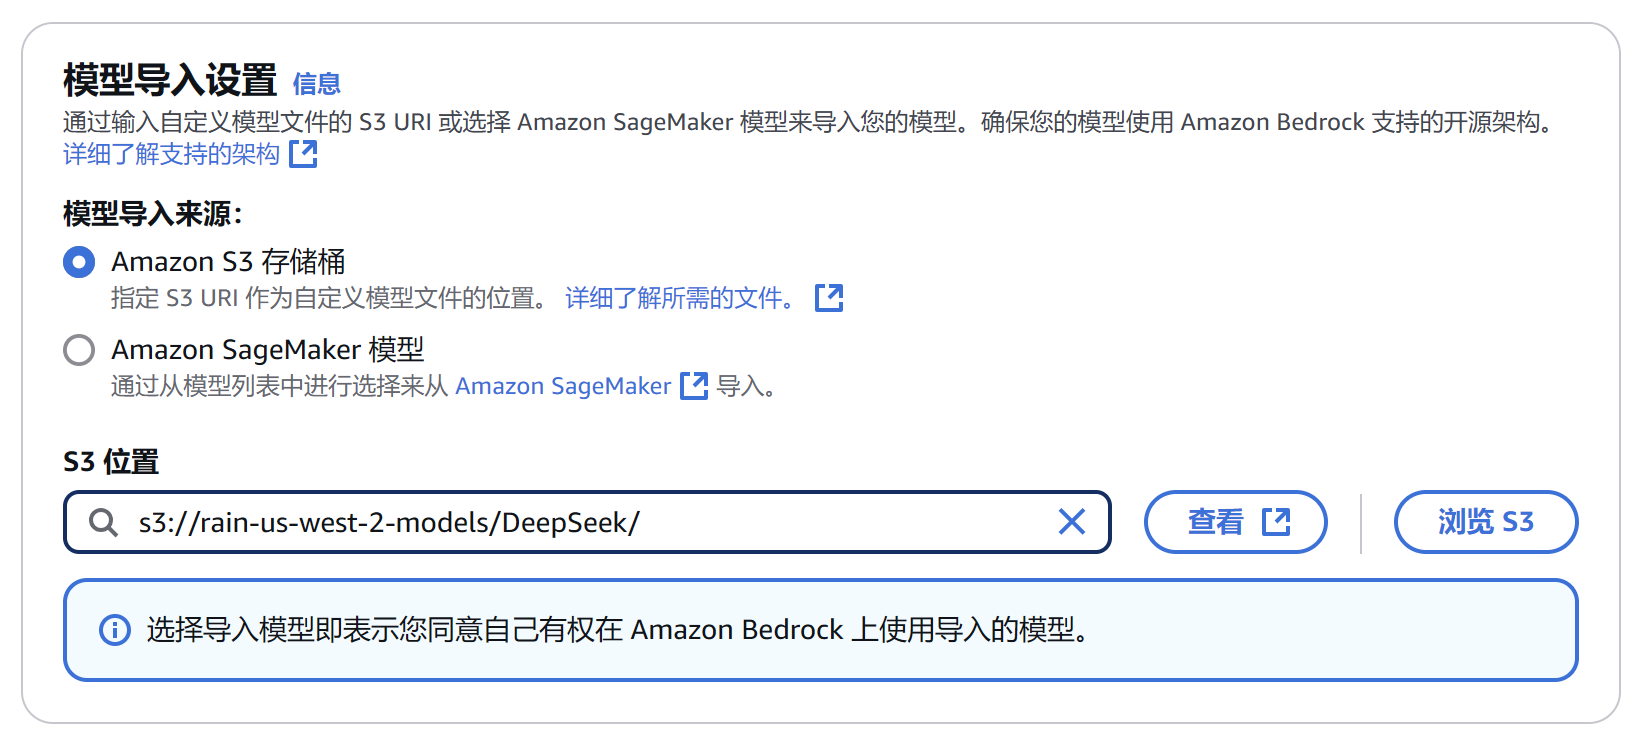 模型导入设置 信息
通过输入自定义模型文件的 S3 URI 或选择 Amazon SageMaker 模型来导入您的模型。确保您的模型使用 Amazon Bedrock 支持的开源架构。
详细了解支持的架构
模型导入来源：
Amazon S3 存储桶
指定 S3 URI 作为自定义模型文件的位置。 详细了解所需的文件。
Amazon SageMaker 模型
通过从模型列表中进行选择来从 Amazon SageMaker 导入。
S3 位置
s3://rain-us-west-2-models/DeepSeek/ 查看 浏览 S3
选择导入模型即表示您同意自己有权在 Amazon Bedrock 上使用导入的模型。